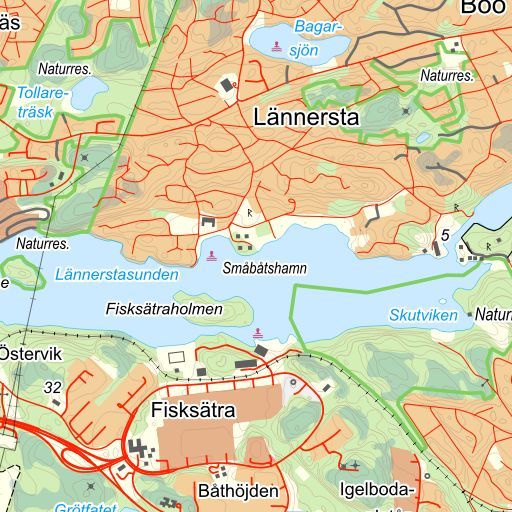 Boo
äs
Bagar-
sjön
Naturres.
Naturres.
Tollare-
träsk
Lännersta
R
R
5
Naturres.
Lännerstasunden
Småbåtshamn
e
Fisksätraholmen
Skutviken
Natur
Östervik
32
Fisksätra
Båthöjden
Igelboda-
Grötfatet